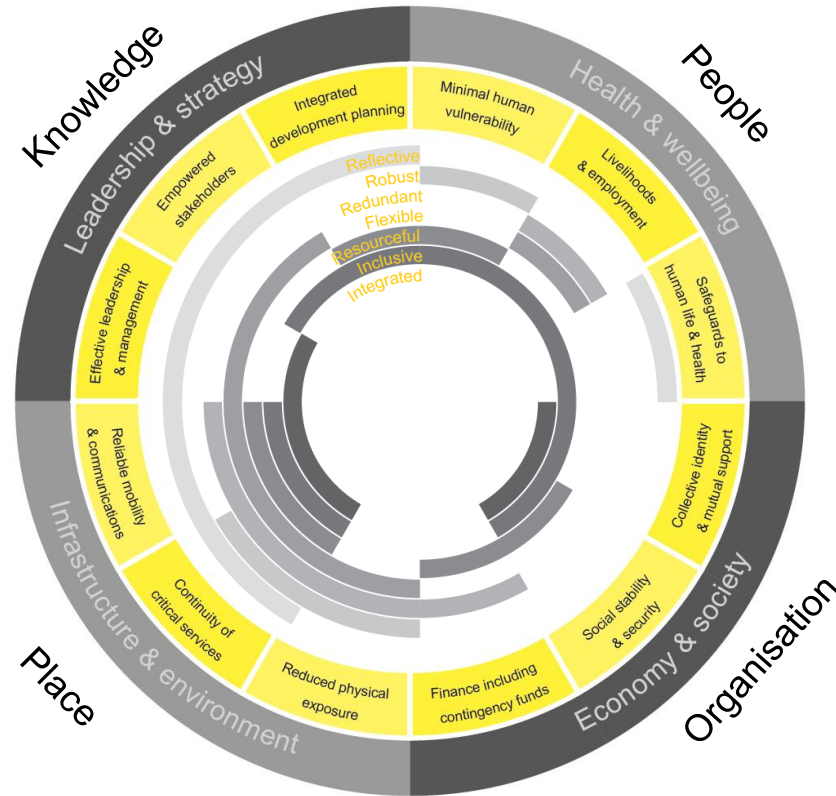 Knowledge
People
Leadership & strategy
Health & wellbeing
Integrated
development planning
Minimal human
vulnerability
Empowered
stakeholders
Livelihoods
& employment
Effective leadership
& management
Safeguards to
human life & health
Reflective
Robust
Redundant
Flexible
Resourceful
Inclusive
Integrated
Reliable mobility
& communications
Collective identity
& mutual support
Continuity of
critical services
Social stability
& security
Reduced physical
exposure
Finance including
contingency funds
Infrastructure & environment
Economy & society
Place
Organisation